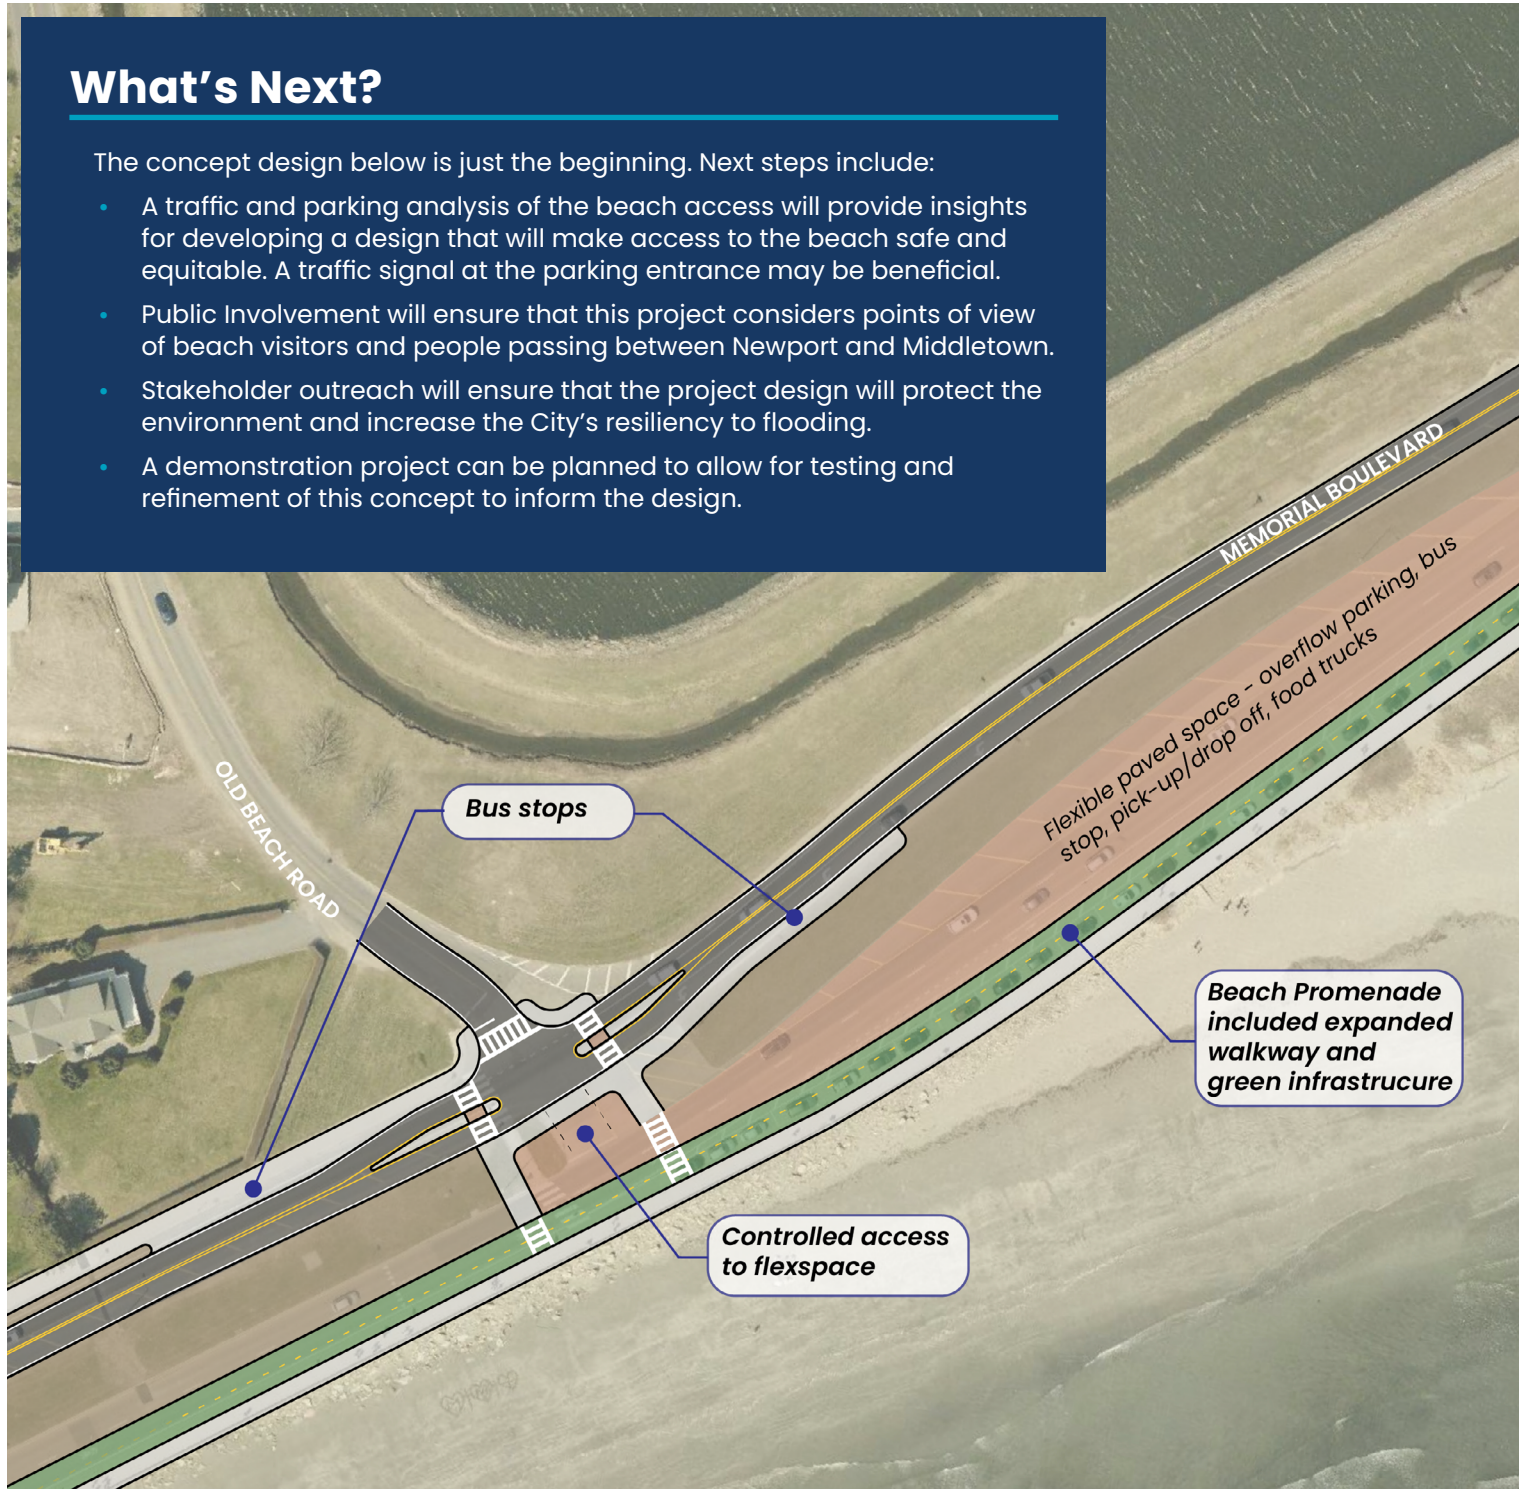 What's Next?
The concept design below is just the beginning. Next steps include:
• A traffic and parking analysis of the beach access will provide insights
for developing a design that will make access to the beach safe and
equitable. A traffic signal at the parking entrance may be beneficial.
• Public Involvement will ensure that this project considers points of view
of beach visitors and people passing between Newport and Middletown.
• Stakeholder outreach will ensure that the project design will protect the
environment and increase the City's resiliency to flooding.
• A demonstration project can be planned to allow for testing and
refinement of this concept to inform the design.
MEMORIAL BOULEVARD
Flexible paved space - overflow parking, bus
stop, pick-up/drop off, food trucks
OLD BEACH ROAD
Bus stops
Beach Promenade
included expanded
walkway and
green infrastrucure
Controlled access
to flexspace